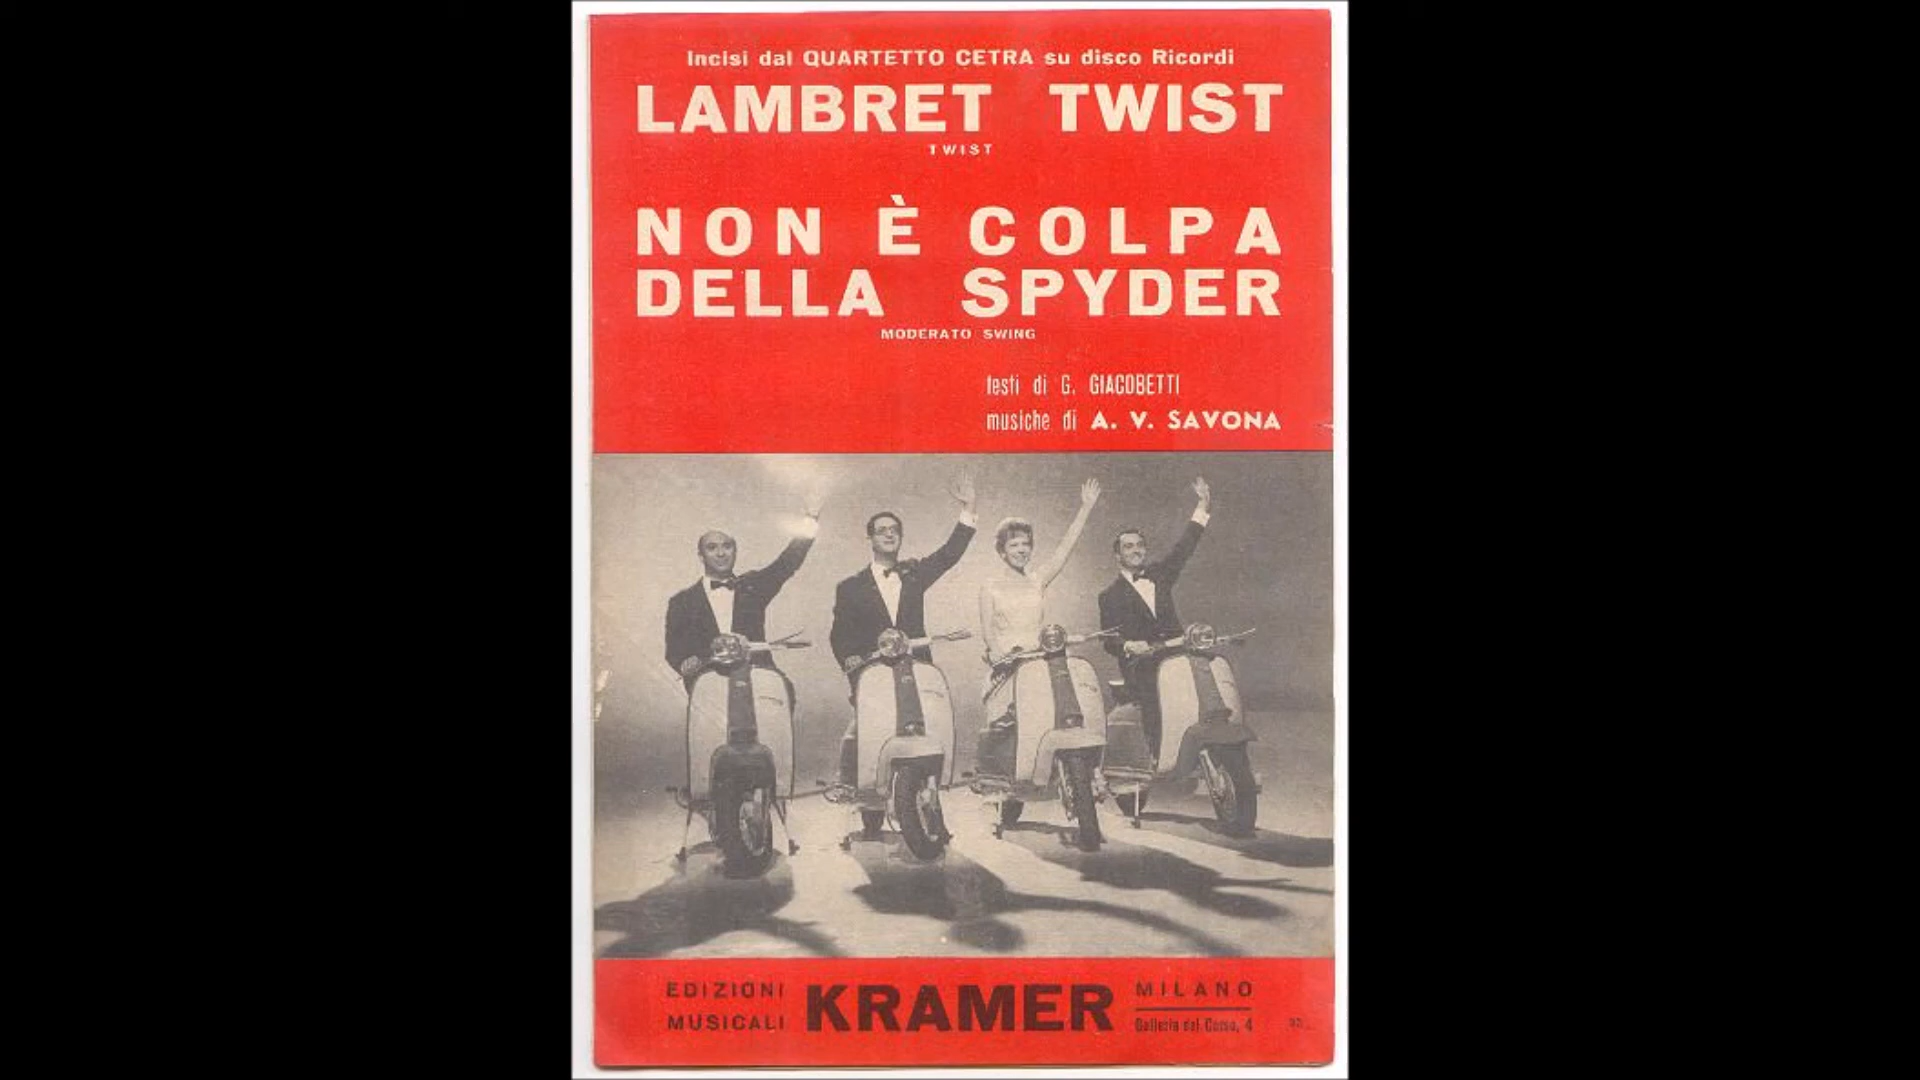 Incisi dal QUARTETTO CETRA su disco Ricordi
LAMBRET TWIST
TWIST
NON È COLPA
DELLA SPYDER
MODERATO SWING
testi di G. GIACOBETTI
musiche di A. V. SAVONA
EDIZIONI
MUSICALI
KRAMER
MILANO
Galleria del Corso, 4